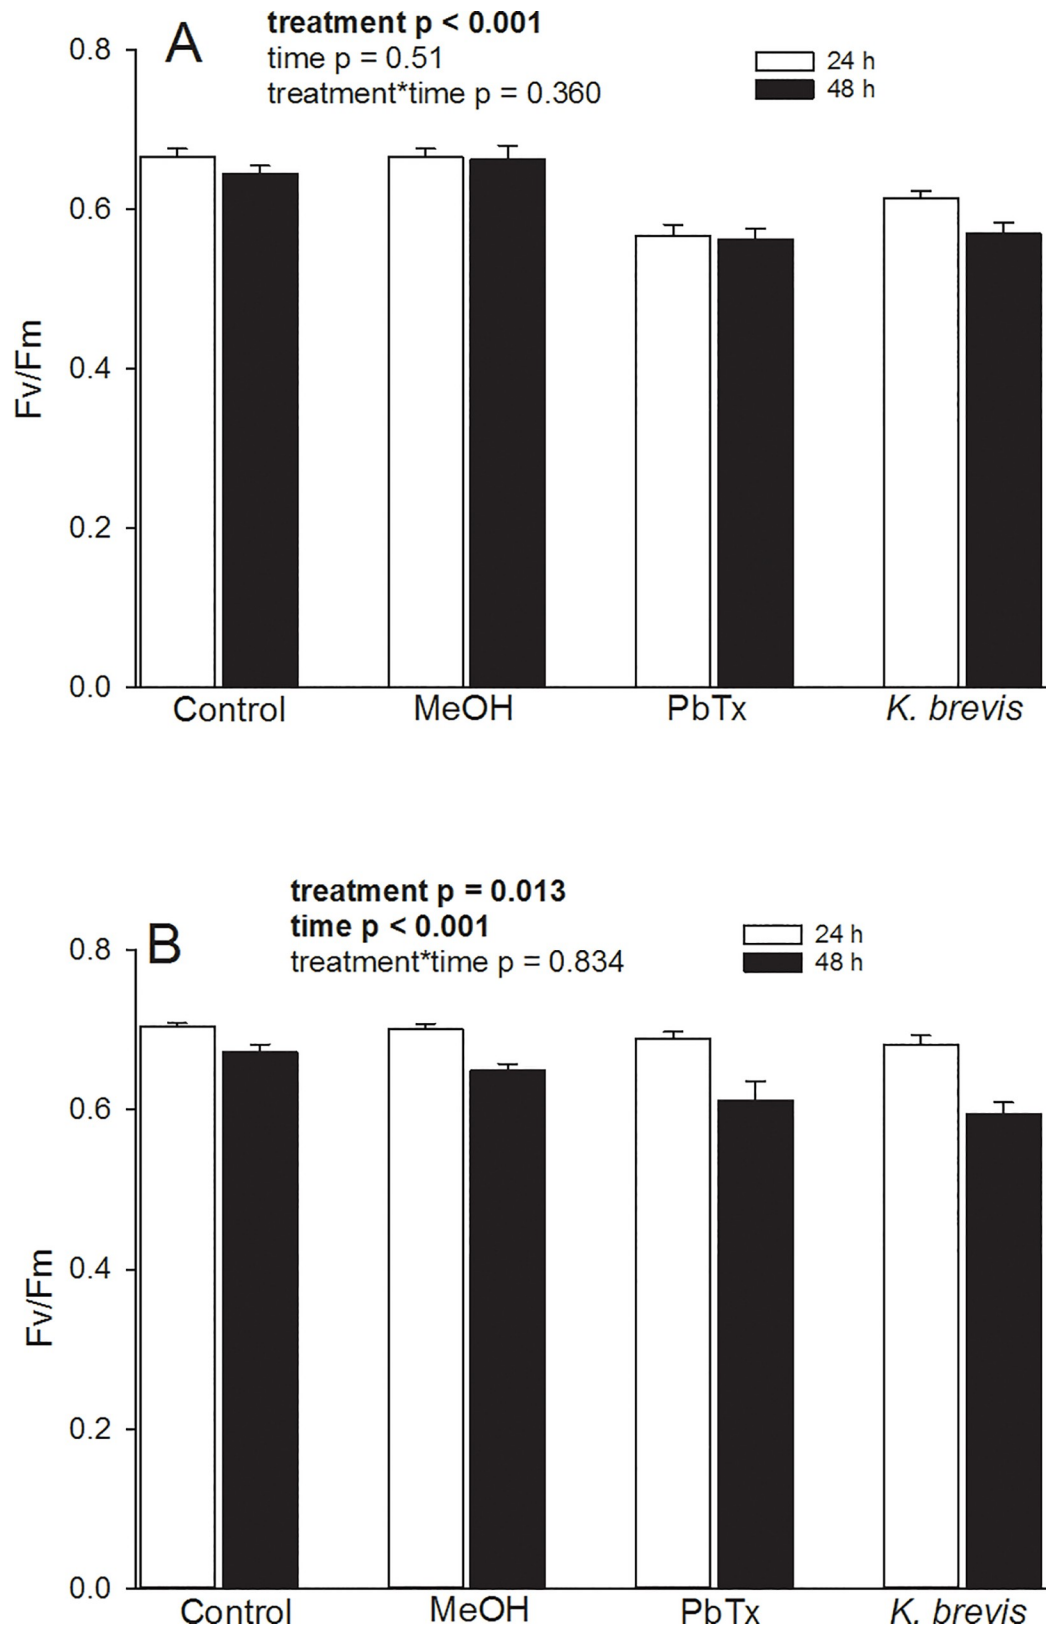 A
treatment p < 0.001
time p = 0.51
treatment*time p = 0.360
24 h
48 h
0.8
0.6
0.4
0.2
0.0
Fv/Fm
Control MeOH PbTx K. brevis
B
treatment p = 0.013
time p < 0.001
treatment*time p = 0.834
24 h
48 h
0.8
0.6
0.4
0.2
0.0
Fv/Fm
Control MeOH PbTx K. brevis